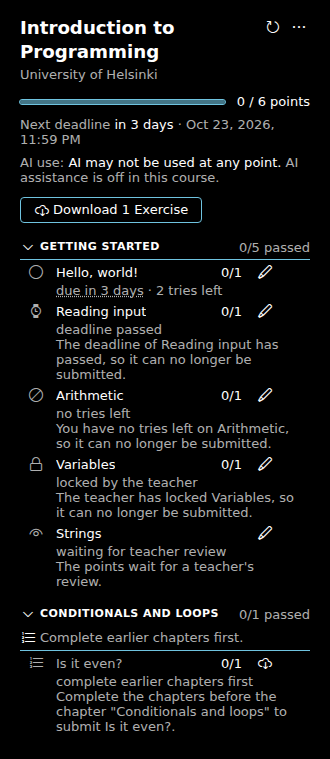 Introduction to
Programming
University of Helsinki
0 / 6 points
Next deadline in 3 days · Oct 23, 2026,
11:59 PM
AI use: AI may not be used at any point. AI
assistance is off in this course.
Download 1 Exercise
GETTING STARTED 0/5 passed
Hello, world! 0/1
due in 3 days · 2 tries left
Reading input 0/1
deadline passed
The deadline of Reading input has
passed, so it can no longer be
submitted.
Arithmetic 0/1
no tries left
You have no tries left on Arithmetic,
so it can no longer be submitted.
Variables 0/1
locked by the teacher
The teacher has locked Variables, so
it can no longer be submitted.
Strings
waiting for teacher review
The points wait for a teacher's
review.
CONDITIONALS AND LOOPS 0/1 passed
Complete earlier chapters first.
Is it even? 0/1
complete earlier chapters first
Complete the chapters before the
chapter "Conditionals and loops" to
submit Is it even?.